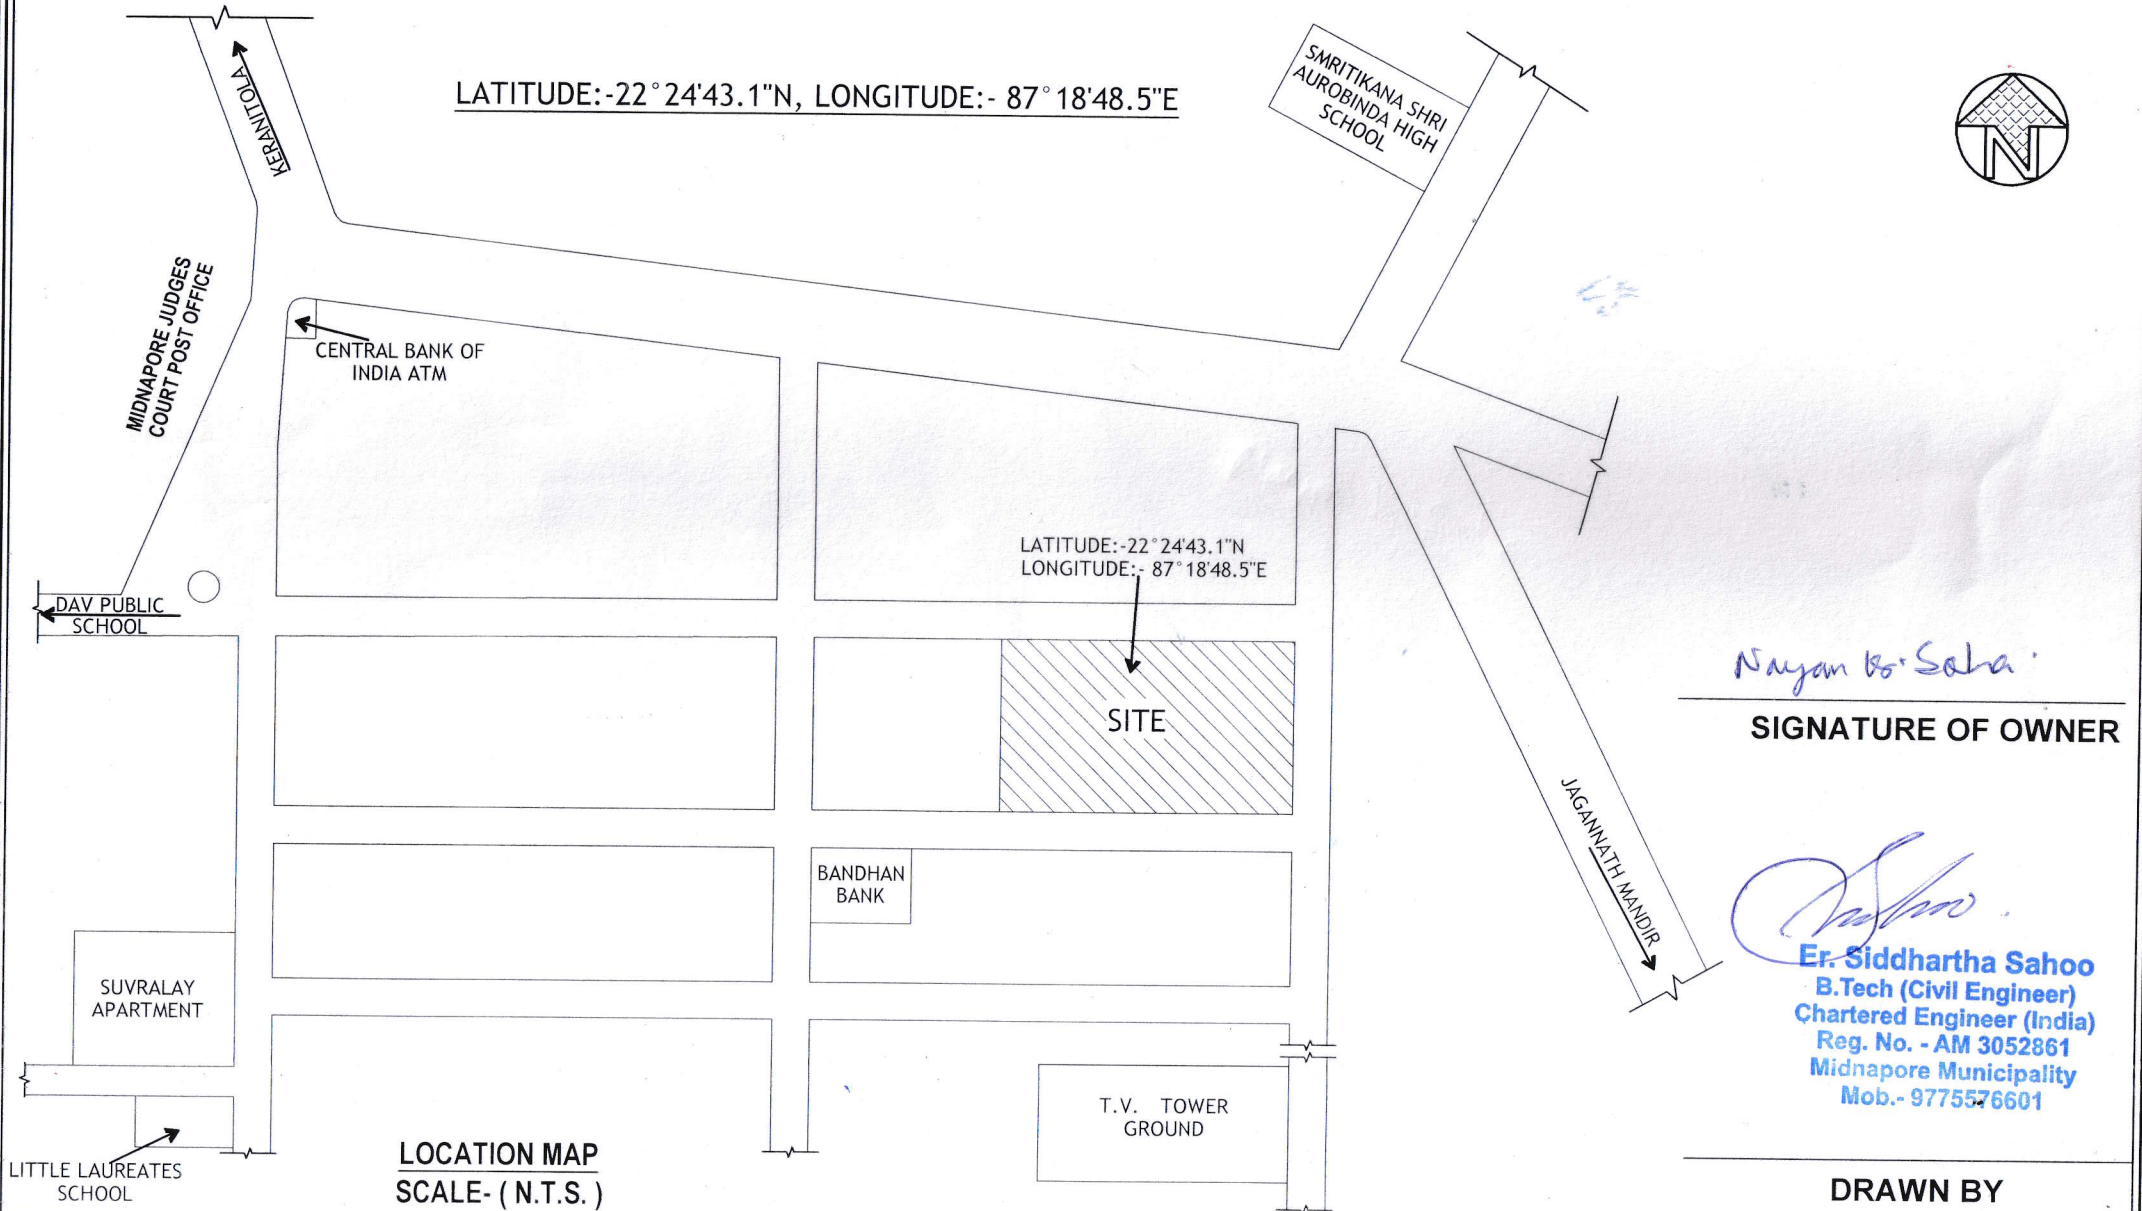 LATITUDE:-22°24'43.1"N, LONGITUDE:- 87°18'48.5"E
KERANITOLA
SMRITIKANA SHRI
AUROBINDA HIGH
SCHOOL
N
MIDNAPORE JUDGES
COURT POST OFFICE
CENTRAL BANK OF
INDIA ATM
LATITUDE:-22°24'43.1"N
LONGITUDE:- 87°18'48.5"E
DAV PUBLIC
SCHOOL
SITE
Nayan Kr. Saha
SIGNATURE OF OWNER
JAGANNATH MANDIR
BANDHAN
BANK
SUVRALAY
APARTMENT
Sahoo
Er. Siddhartha Sahoo
B.Tech (Civil Engineer)
Chartered Engineer (India)
Reg. No. - AM 3052861
Midnapore Municipality
Mob.- 9775576601
T.V. TOWER
GROUND
LITTLE LAUREATES
SCHOOL
LOCATION MAP
SCALE- ( N.T.S. )
DRAWN BY